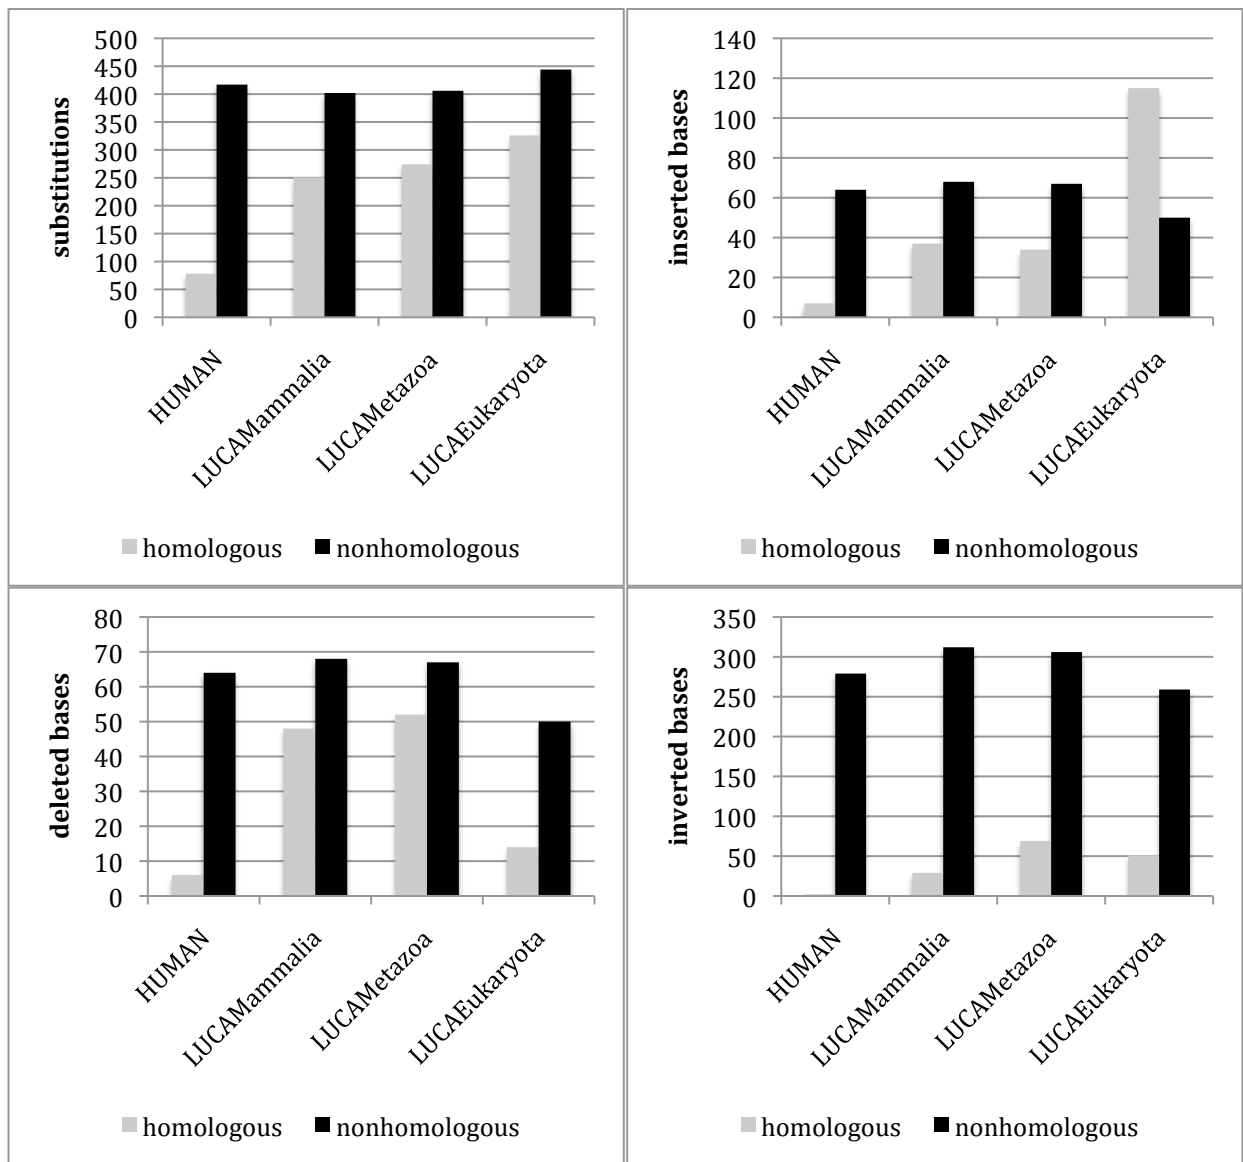 substitutions
500
450
400
350
300
250
200
150
100
50
0
HUMAN
LUCAMammalia
LUCAMetazoa
LUCAEukaryota
homologous nonhomologous
inserted bases
140
120
100
80
60
40
20
0
HUMAN
LUCAMammalia
LUCAMetazoa
LUCAEukaryota
homologous nonhomologous
deleted bases
80
70
60
50
40
30
20
10
0
HUMAN
LUCAMammalia
LUCAMetazoa
LUCAEukaryota
homologous nonhomologous
inverted bases
350
300
250
200
150
100
50
0
HUMAN
LUCAMammalia
LUCAMetazoa
LUCAEukaryota
homologous nonhomologous